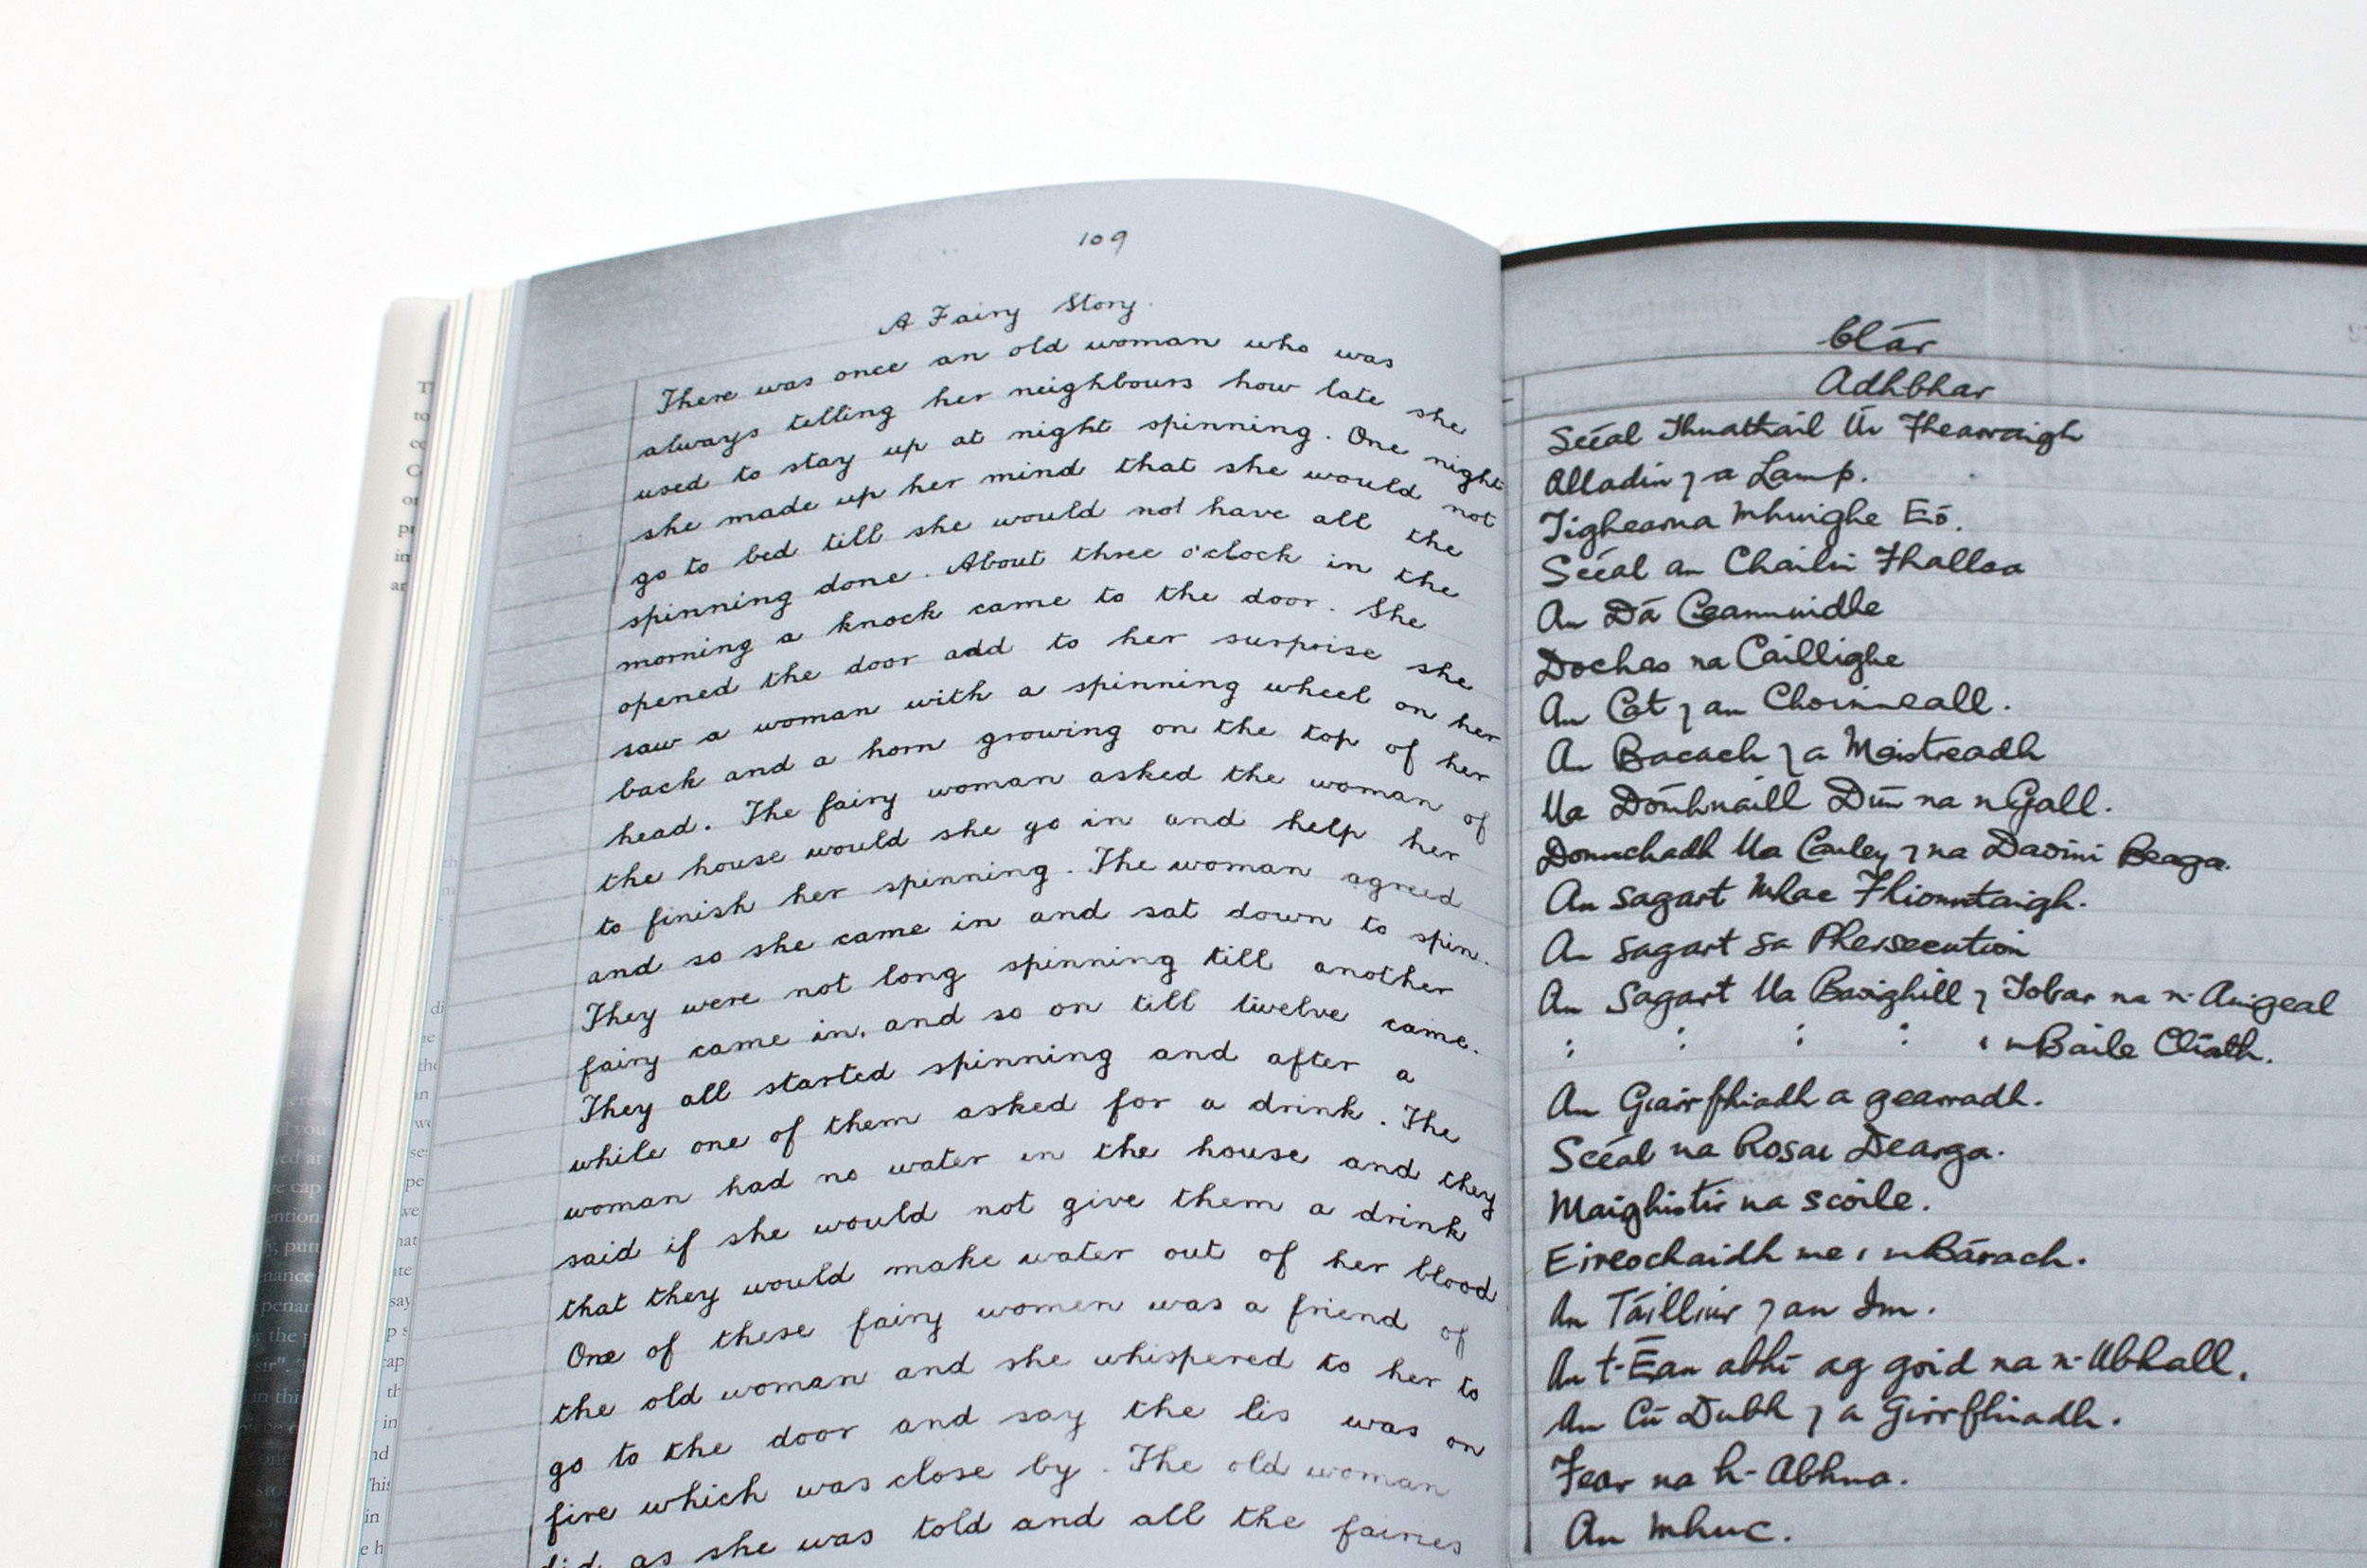 109
A Fairy Story.
There was once an old woman who was
always telling her neighbours how late she
used to stay up at night spinning. One night
she made up her mind that she would not
go to bed till she would not have all the
spinning done. About three o'clock in the
morning a knock came to the door. She
opened the door add to her surprise she
saw a woman with a spinning wheel on her
back and a horn growing on the top of her
head. The fairy woman asked the woman of
the house would she go in and help her
to finish her spinning. The woman agreed
and so she came in and sat down to spin.
They were not long spinning till another
fairy came in, and so on till twelve came.
They all started spinning and after a
while one of them asked for a drink. The
woman had no water in the house and they
said if she would not give them a drink
that they would make water out of her blood
One of these fairy women was a friend of
the old woman and she whispered to her to
go to the door and say the lis was on
fire which was close by. The old woman
did as she was told and all the fairies
Clár
Adhbhar
Scéal Thuathail Uí Fhearraigh
Alladin ⁊ a Lamp.
Tighearna Mhuighe Eó.
Scéal an Chailín Fhallsa
An Dá Ceannuidhe
Dochas na Caillighe
An Cat ⁊ an Choinneall.
An Bacach ⁊ a Maistreadh
Ua Dómhnaill Dún na nGall.
Donnchadh Ua Cauley ⁊ na Daoiní Beaga.
An Sagart Mhac Fhionntaigh.
An Sagart sa Phersecution
An Sagart Ua Baoighill ⁊ Tobar na n-Aingeal
: : : : i nBaile Cliath.
An Giarrfhiadh a gearradh.
Scéal na Rosai Dearga.
Maighistir na Scoile.
Eireochaidh me i mBárach.
An Táilliúr ⁊ an Im.
An t-Éan abhí ag goid na n-Ubhall.
An Cú Dubh ⁊ a Girrfhiadh.
Fear na h-Abhna.
An Mhuc.